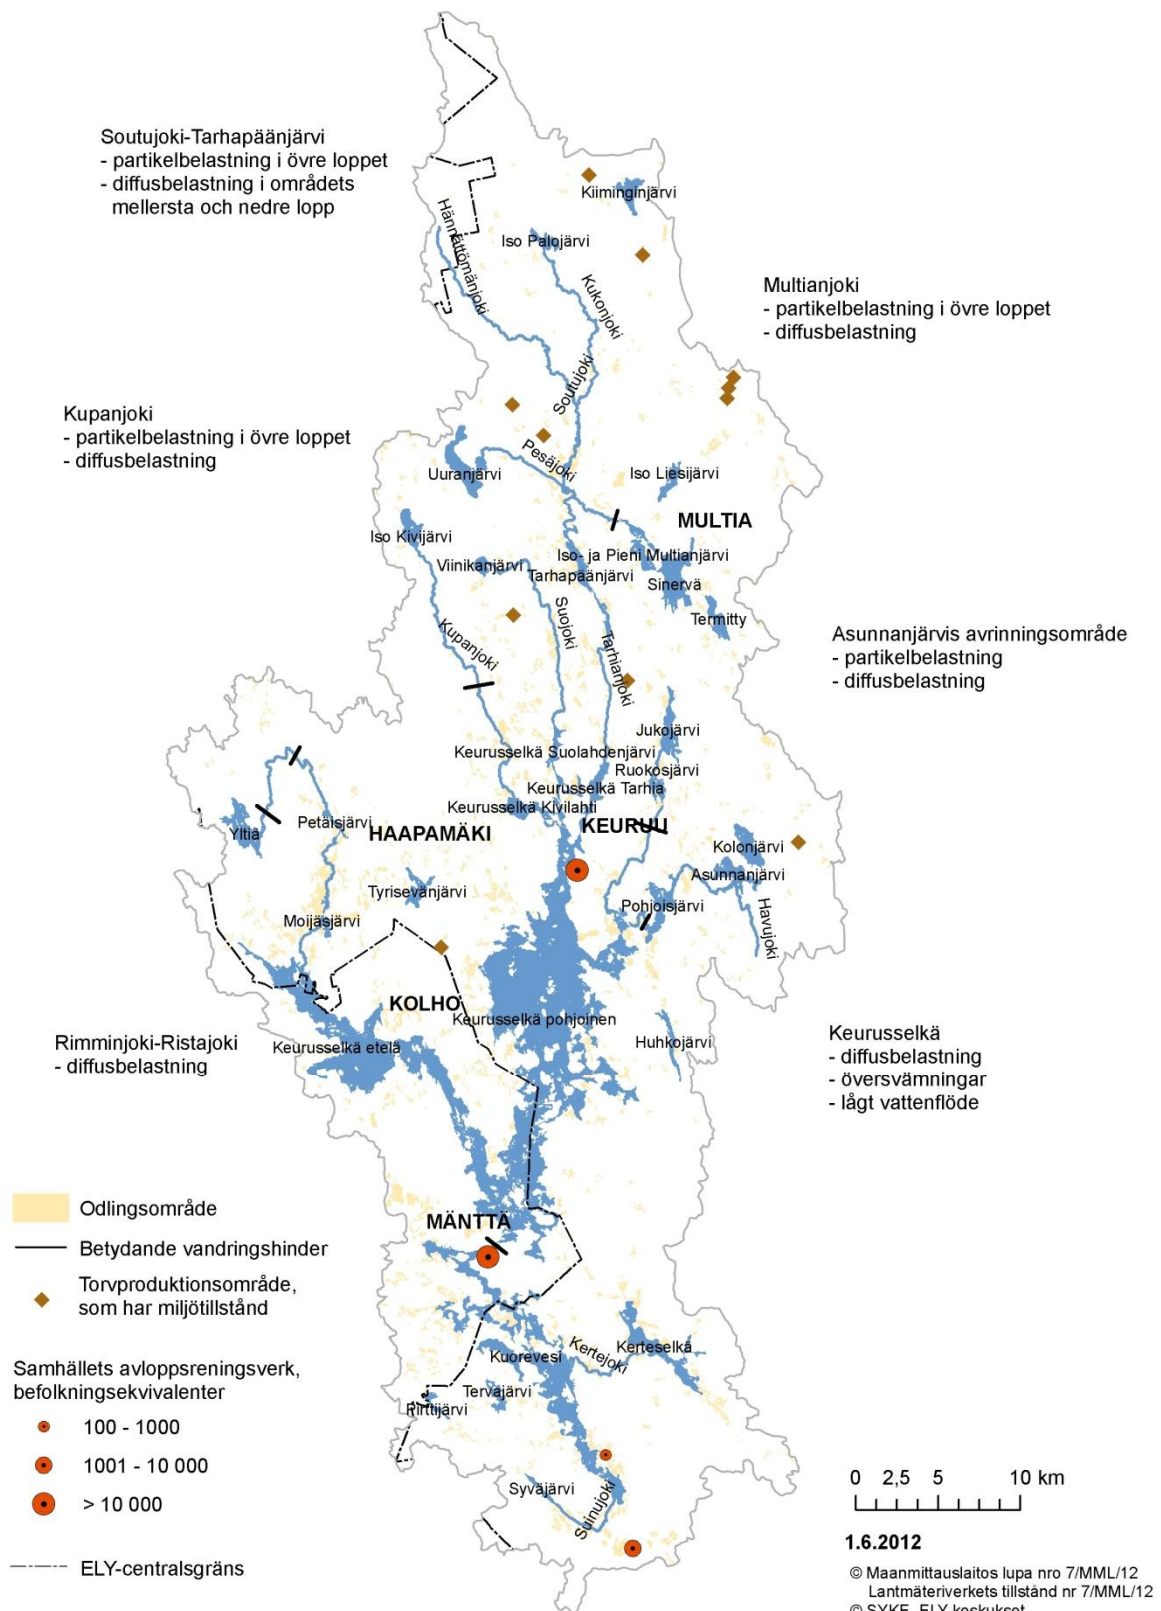 Soutujoki-Tarhapäänjärvi
- partikelbelastning i övre loppet
- diffusbelastning i områdets
mellersta och nedre lopp
Kiiminginjärvi
Hännättömänjoki
Iso Palojärvi
Kukonjoki
Multianjoki
- partikelbelastning i övre loppet
- diffusbelastning
Soutujoki
Kupanjoki
- partikelbelastning i övre loppet
- diffusbelastning
Pesäjoki
Uuranjärvi
Iso Liesijärvi
MULTIA
Iso Kivijärvi
Iso- ja Pieni Multianjärvi
Viinikanjärvi
Tarhapäänjärvi
Sinervä
Termitty
Suojoki
Kupanjoki
Tarhianjoki
Asunnanjärvis avrinningsområde
- partikelbelastning
- diffusbelastning
Jukojärvi
Keurusselkä Suolahdenjärvi
Ruokosjärvi
Keurusselkä Tarhia
Keurusselkä Kivilahti
Yltiä
Petäisjärvi
HAAPAMÄKI
KEURUU
Kolonjärvi
Asunnanjärvi
Tyrisevänjärvi
Pohjoisjärvi
Havujoki
Moijäsjärvi
KOLHO
Keurusselkä pohjoinen
Rimminjoki-Ristajoki
- diffusbelastning
Keurusselkä etelä
Huhkojärvi
Keurusselkä
- diffusbelastning
- översvämningar
- lågt vattenflöde
MÄNTTÄ
Odlingsområde
Betydande vandringshinder
Torvproduktionsområde,
som har miljötillstånd
Samhällets avloppsreningsverk,
befolkningsekvivalenter
100 - 1000
1001 - 10 000
> 10 000
ELY-centralsgräns
Kertejoki
Kerteselkä
Kuorevesi
Tervajärvi
Pirttijärvi
Syväjärvi
Suinujoki
0 2,5 5 10 km
1.6.2012
© Maanmittauslaitos lupa nro 7/MML/12
Lantmäteriverkets tillstånd nr 7/MML/12
© SYKE, ELY-keskukset